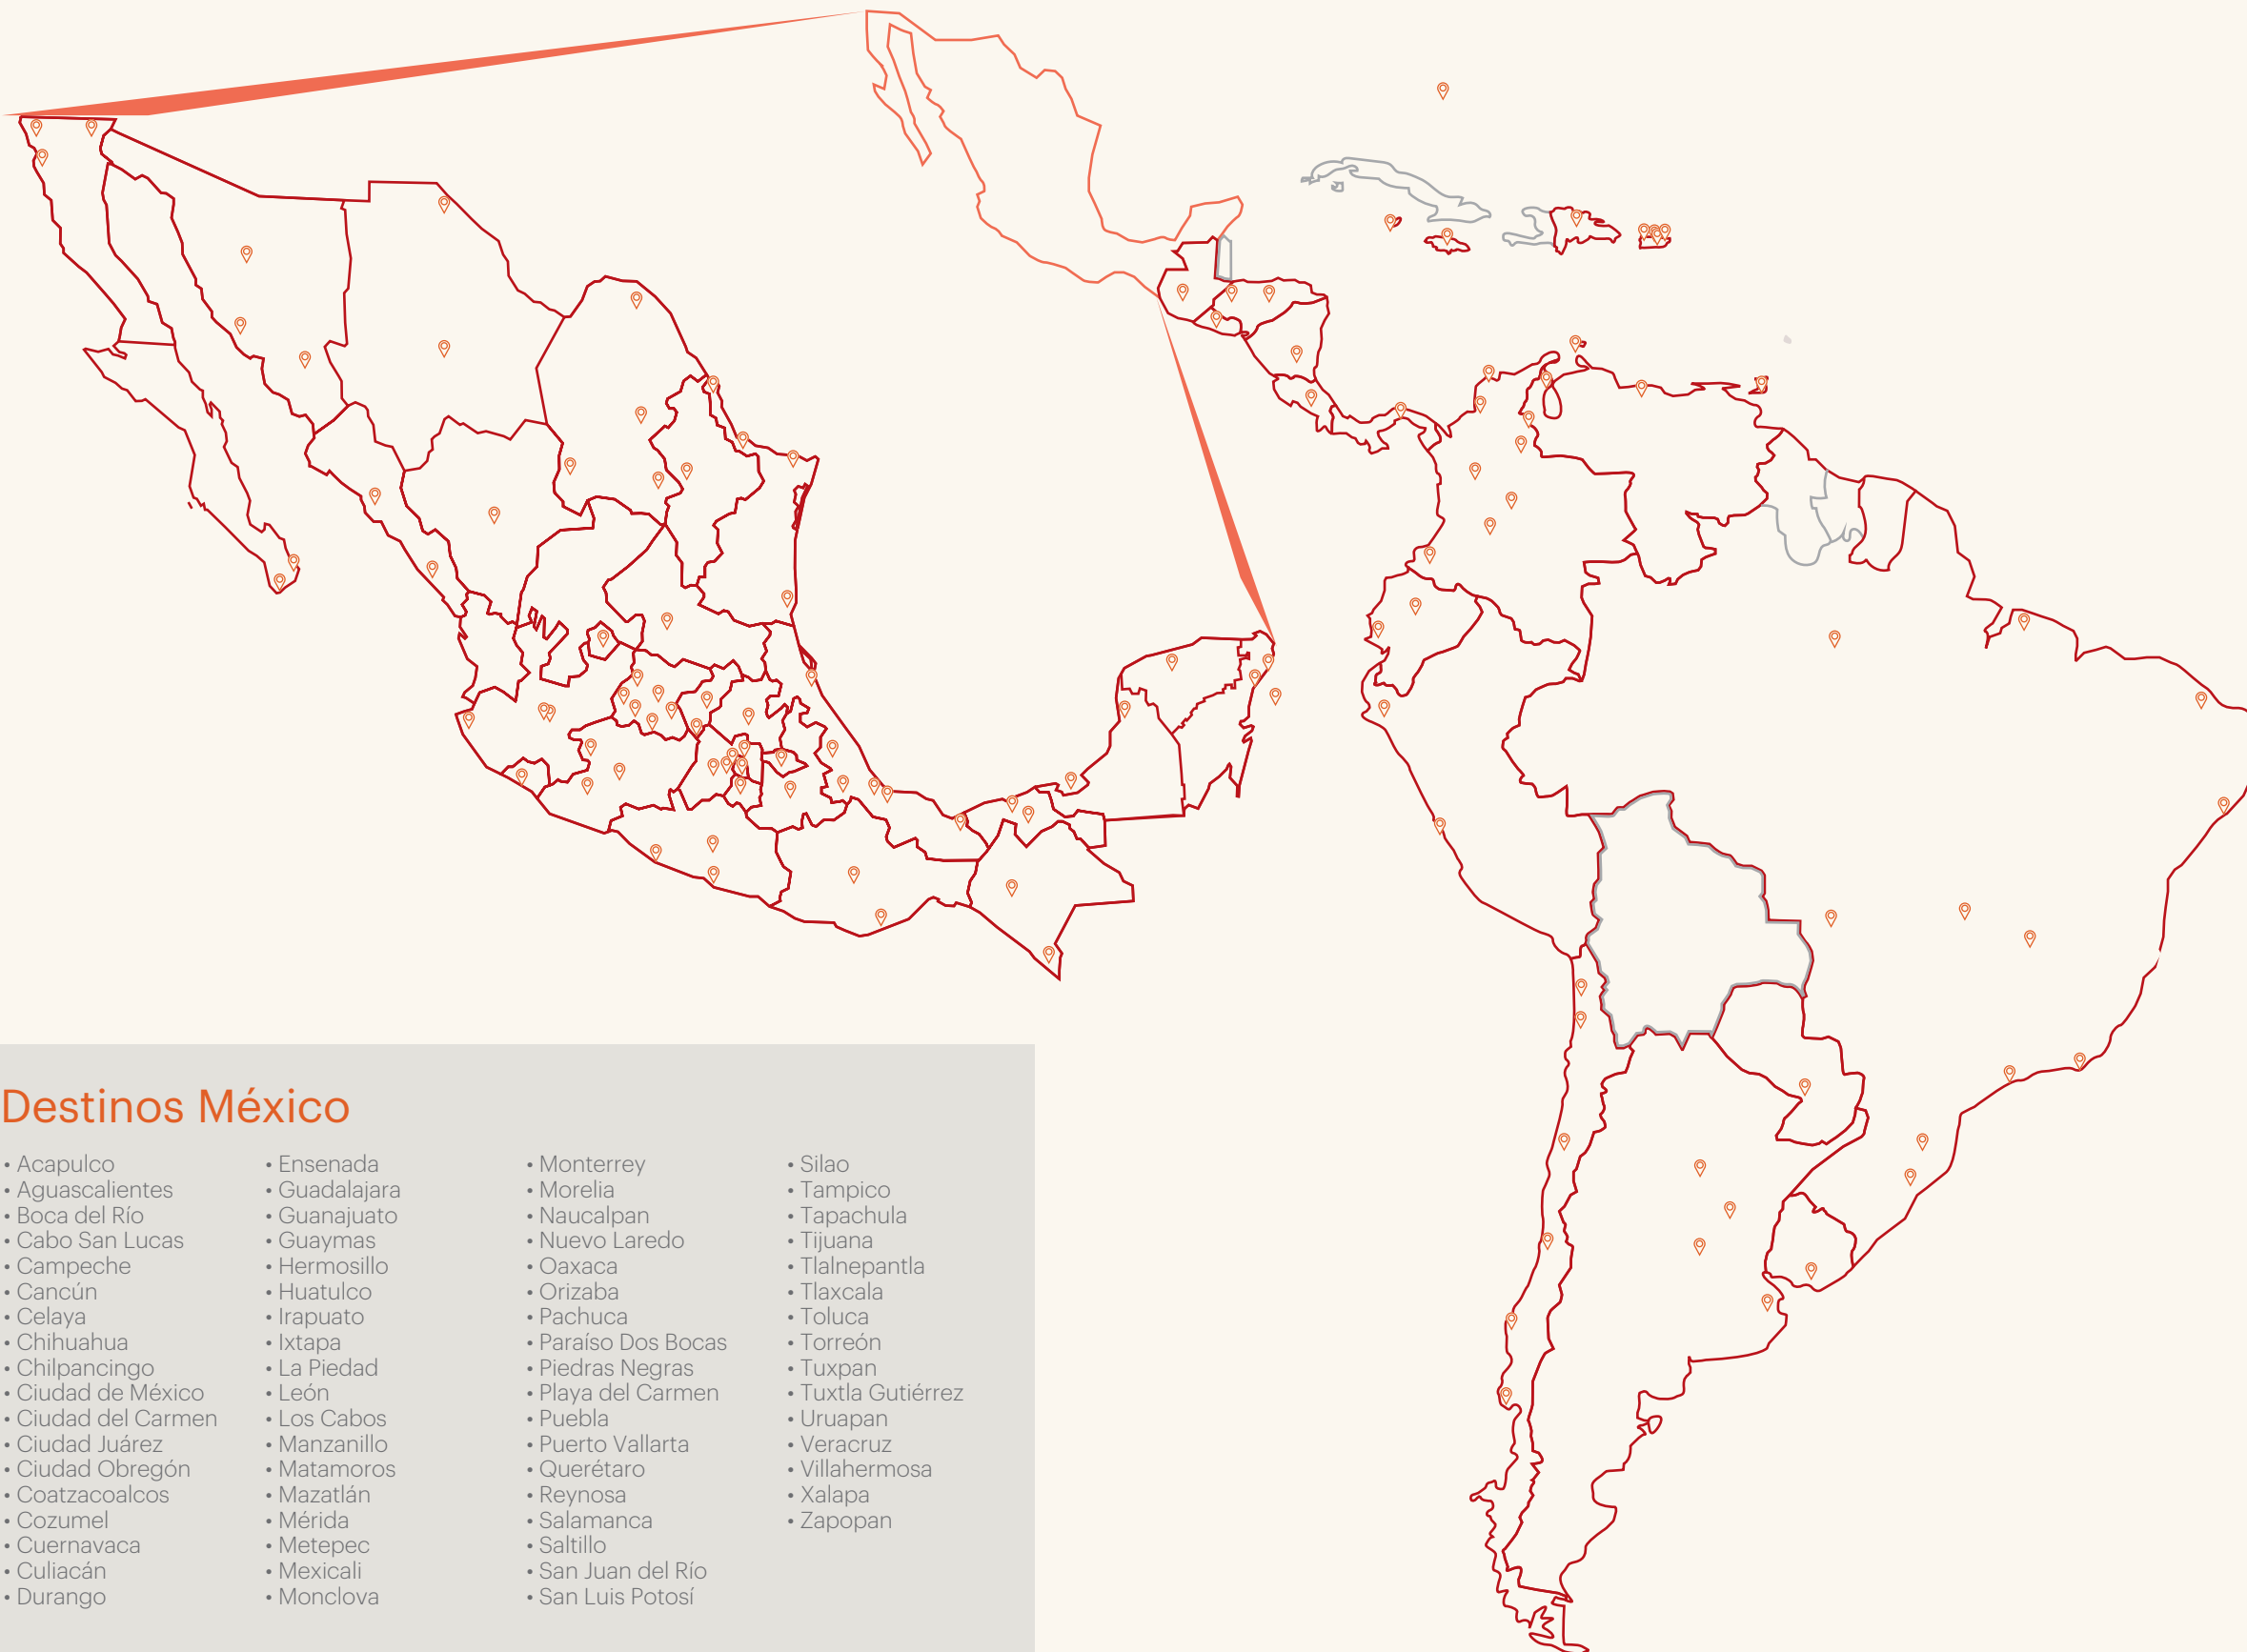 Destinos México
• Acapulco
• Aguascalientes
• Boca del Río
• Cabo San Lucas
• Campeche
• Cancún
• Celaya
• Chihuahua
• Chilpancingo
• Ciudad de México
• Ciudad del Carmen
• Ciudad Juárez
• Ciudad Obregón
• Coatzacoalcos
• Cozumel
• Cuernavaca
• Culiacán
• Durango
• Ensenada
• Guadalajara
• Guanajuato
• Guaymas
• Hermosillo
• Huatulco
• Irapuato
• Ixtapa
• La Piedad
• León
• Los Cabos
• Manzanillo
• Matamoros
• Mazatlán
• Mérida
• Metepec
• Mexicali
• Monclova
• Monterrey
• Morelia
• Naucalpan
• Nuevo Laredo
• Oaxaca
• Orizaba
• Pachuca
• Paraíso Dos Bocas
• Piedras Negras
• Playa del Carmen
• Puebla
• Puerto Vallarta
• Querétaro
• Reynosa
• Salamanca
• Saltillo
• San Juan del Río
• San Luis Potosí
• Silao
• Tampico
• Tapachula
• Tijuana
• Tlalnepantla
• Tlaxcala
• Toluca
• Torreón
• Tuxpan
• Tuxtla Gutiérrez
• Uruapan
• Veracruz
• Villahermosa
• Xalapa
• Zapopan